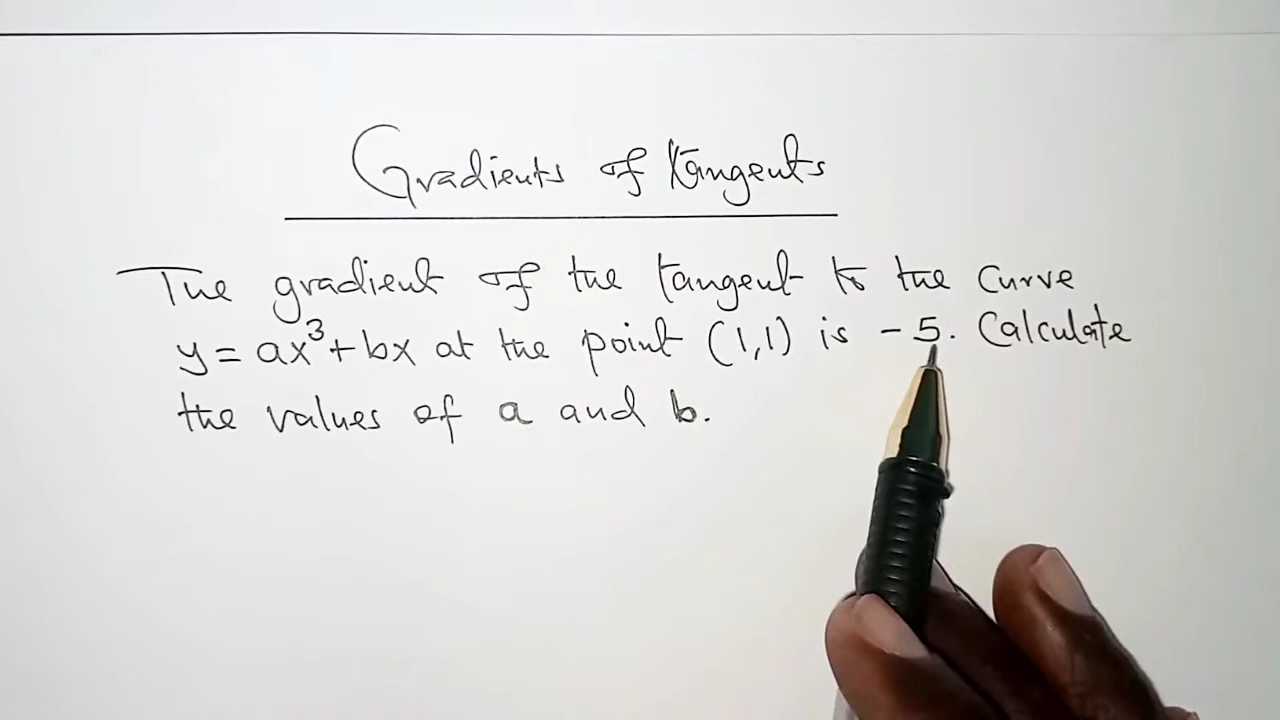 Gradients of tangents
The gradient of the tangent to the curve
y = ax³ + bx at the point (1,1) is -5. Calculate
the values of a and b.